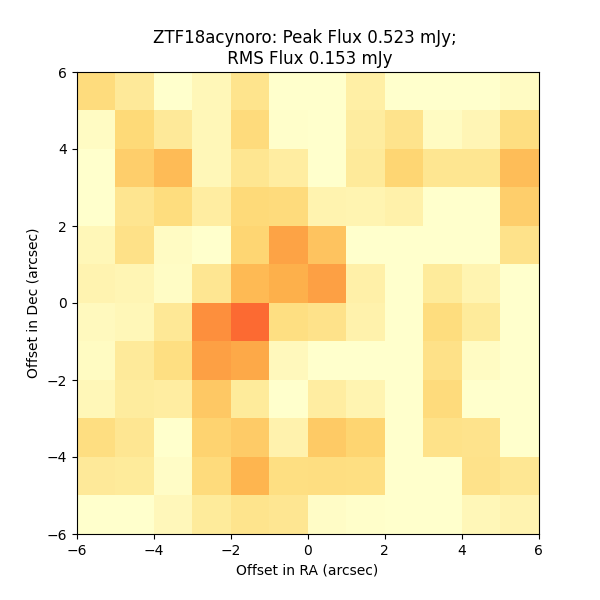 ZTF18acynoro: Peak Flux 0.523 mJy;
RMS Flux 0.153 mJy
6
4
2
0
−2
−4
−6
Offset in Dec (arcsec)
−6 −4 −2 0 2 4 6
Offset in RA (arcsec)